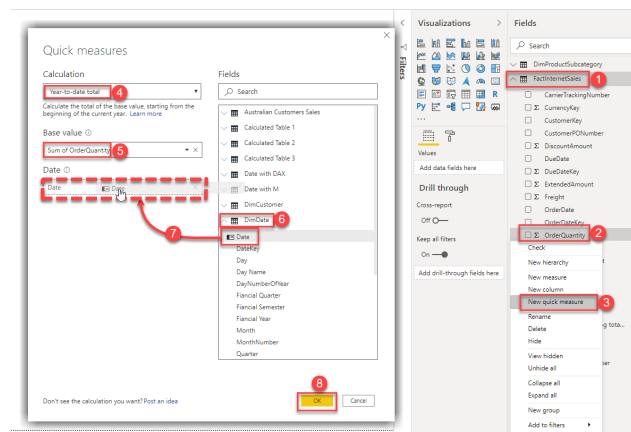 Quick measures
Calculation
Year-to-date total
4
Calculate the total of the base value, starting from the
beginning of the current year. Learn more
Base value
Sum of OrderQuantity
5
Date
Date
Date
7
Fields
Search
Australian Customers Sales
Calculated Table 1
Calculated Table 2
Calculated Table 3
Date with DAX
Date with M
DimCustomer
DimDate
6
Date
DateKey
Day
Day Name
DayNumberOfYear
Fiancial Quarter
Fiancial Semester
Fiancial Year
Month
MonthNumber
Quarter
Don't see the calculation you want? Post an idea
8
OK
Cancel
Filters
Visualizations
Py
R
...
Values
Add data fields here
Drill through
Cross-report
Off
Keep all filters
On
Add drill-through fields here
Fields
Search
DimProductSubcategory
FactInternetSales
1
CarrierTrackingNumber
Σ CurrencyKey
CustomerKey
CustomerPONumber
Σ DiscountAmount
DueDate
Σ DueDateKey
Σ ExtendedAmount
Σ Freight
OrderDate
OrderDateKey
Σ OrderQuantity
2
Check
New hierarchy
New measure
New column
New quick measure
3
Rename
Delete
Hide
View hidden
Unhide all
Collapse all
Expand all
New group
Add to filters
g tota...